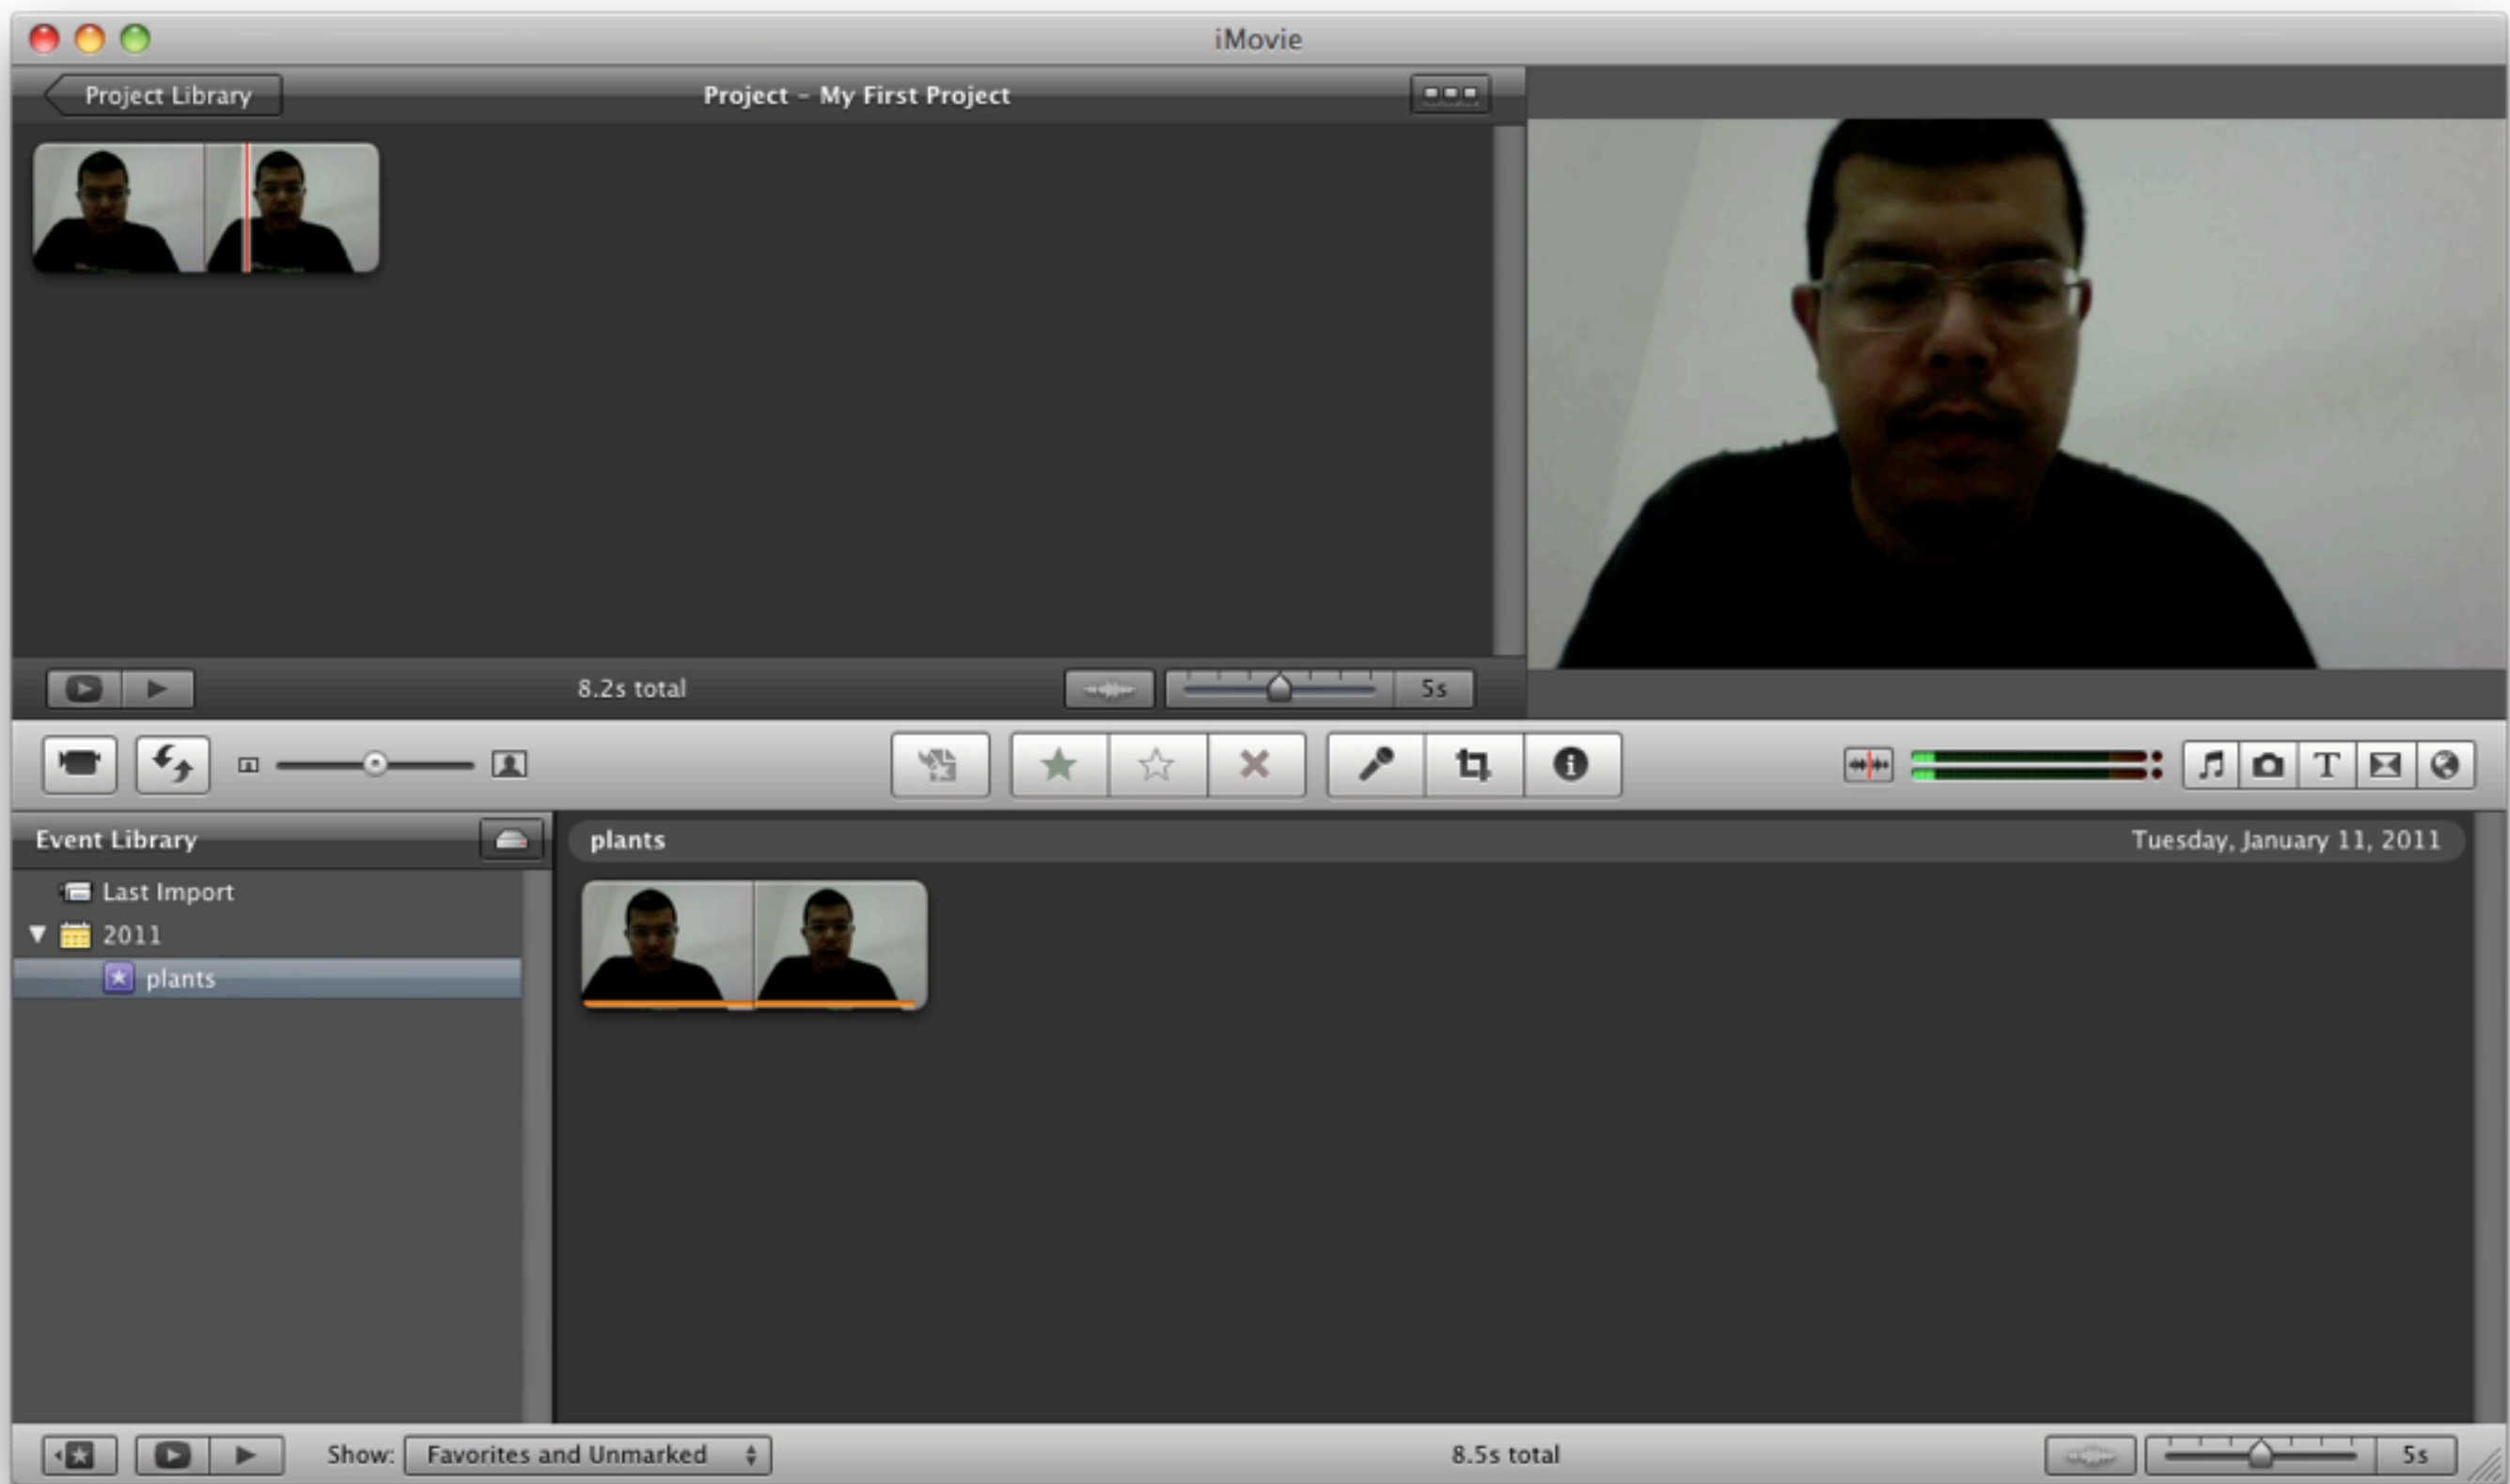 iMovie
Project Library
Project – My First Project
8.2s total
5s
T
Event Library
plants
Tuesday, January 11, 2011
Last Import
2011
plants
Show:
Favorites and Unmarked
8.5s total
5s